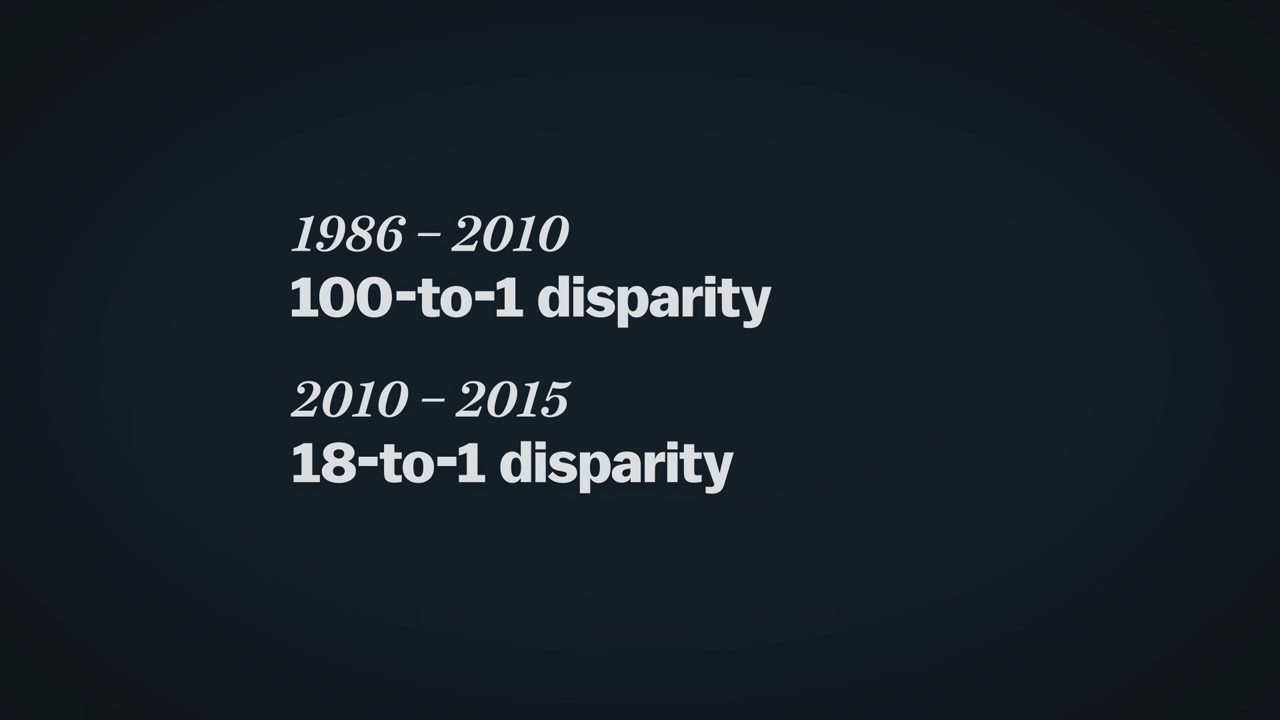 1986 – 2010
100-to-1 disparity
2010 – 2015
18-to-1 disparity